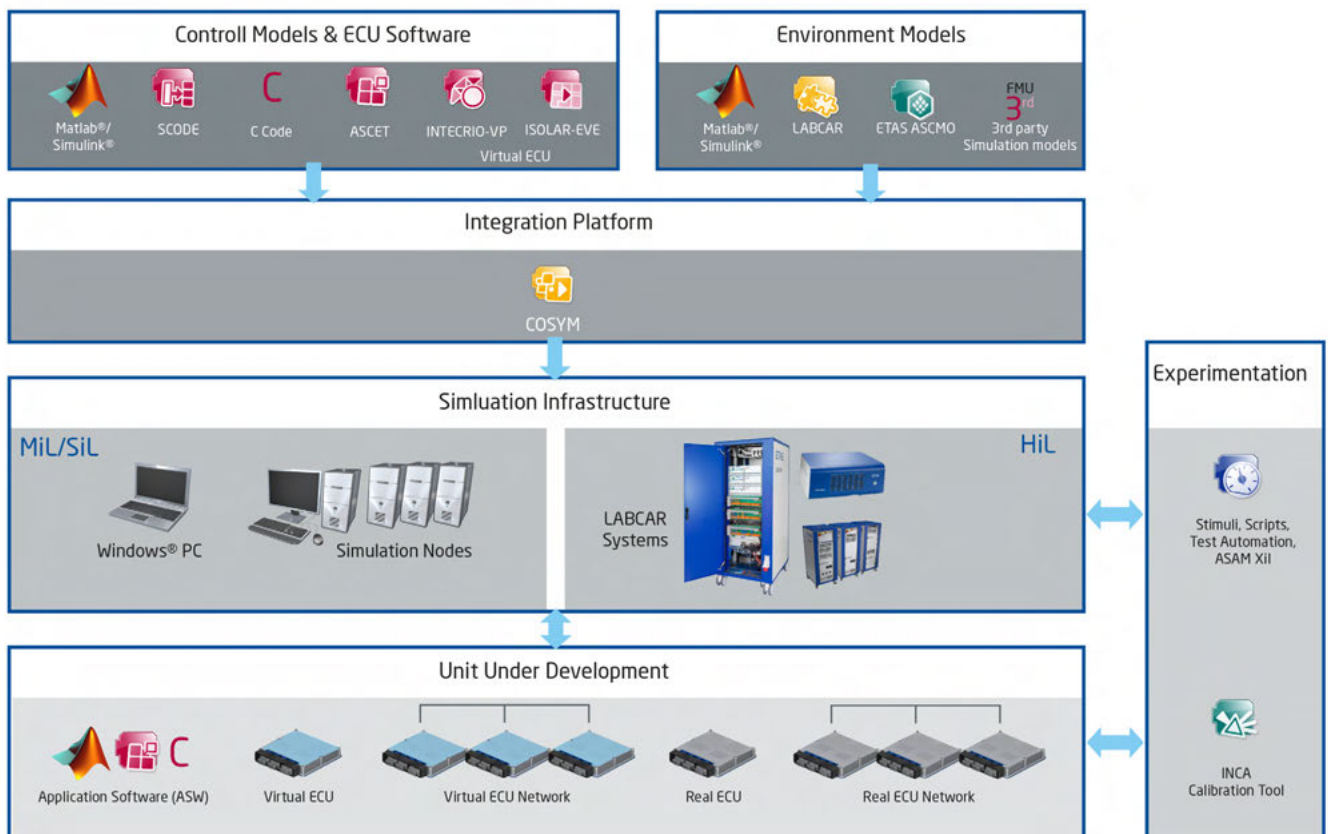 Controll Models & ECU Software
Matlab®/
Simulink®
SCODE
C
C Code
ASCET
INTECRIO-VP
ISOLAR-EVE
Virtual ECU
Environment Models
Matlab®/
Simulink®
LABCAR
ETAS ASCMO
FMU
3rd
3rd party
Simulation models
Integration Platform
COSYM
Simluation Infrastructure
MiL/SiL
Windows® PC
Simulation Nodes
HiL
LABCAR
Systems
ETAS
Experimentation
Stimuli, Scripts,
Test Automation,
ASAM Xil
INCA
Calibration Tool
Unit Under Development
C
Application Software (ASW)
Virtual ECU
Virtual ECU Network
Real ECU
Real ECU Network